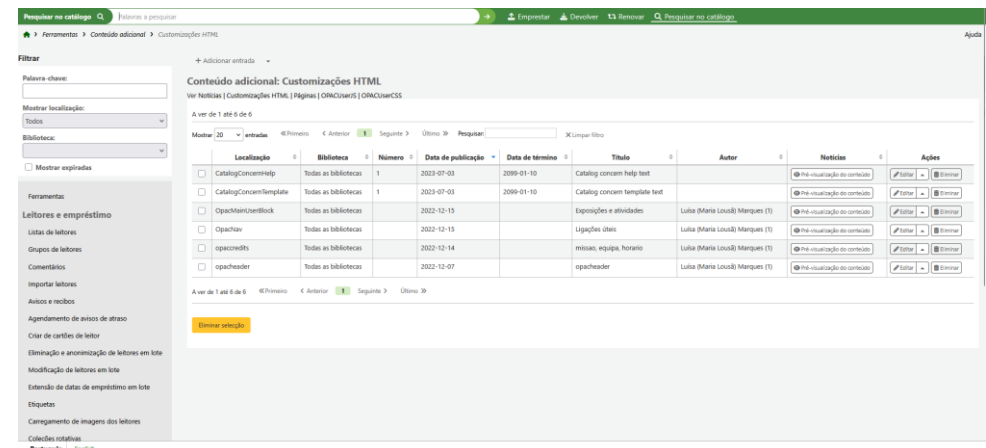 Pesquisar no catálogo Palavras a pesquisar Emprestar Devolver Renovar Pesquisar no catálogo
Ferramentas Conteúdo adicional Customizações HTML Ajuda
Filtrar
Palavra-chave:
Mostrar localização:
Todos
Biblioteca:
Mostrar expiradas
Ferramentas
Leitores e empréstimo
Listas de leitores
Grupos de leitores
Comentários
Importar leitores
Avisos e recibos
Agendamento de avisos de atraso
Criar de cartões de leitor
Eliminação e anonimização de leitores em lote
Modificação de leitores em lote
Extensão de datas de empréstimo em lote
Etiquetas
Carregamento de imagens dos leitores
Coleções rotativas
+ Adicionar entrada
Conteúdo adicional: Customizações HTML
Ver Notícias | Customizações HTML | Páginas | OPACUserJS | OPACUserCSS
A ver de 1 até 6 de 6
Mostrar 20 entradas Primeiro Anterior 1 Seguinte Último Pesquisar: Limpar filtro
Localização Biblioteca Número Data de publicação Data de término Título Autor Notícias Ações
CatalogConcernHelp Todas as bibliotecas 1 2023-07-03 2099-01-10 Catalog concern help text Pré-visualização do conteúdo Editar Eliminar
CatalogConcernTemplate Todas as bibliotecas 1 2023-07-03 2099-01-10 Catalog concern template text Pré-visualização do conteúdo Editar Eliminar
OpacMainUserBlock Todas as bibliotecas 2022-12-15 Exposições e atividades Luísa (Maria Lousã) Marques (1) Pré-visualização do conteúdo Editar Eliminar
OpacNav Todas as bibliotecas 2022-12-15 Ligações úteis Luísa (Maria Lousã) Marques (1) Pré-visualização do conteúdo Editar Eliminar
opaccredits Todas as bibliotecas 2022-12-14 missao, equipa, horario Luísa (Maria Lousã) Marques (1) Pré-visualização do conteúdo Editar Eliminar
opacheader Todas as bibliotecas 2022-12-07 opacheader Luísa (Maria Lousã) Marques (1) Pré-visualização do conteúdo Editar Eliminar
A ver de 1 até 6 de 6 Primeiro Anterior 1 Seguinte Último
Eliminar selecção